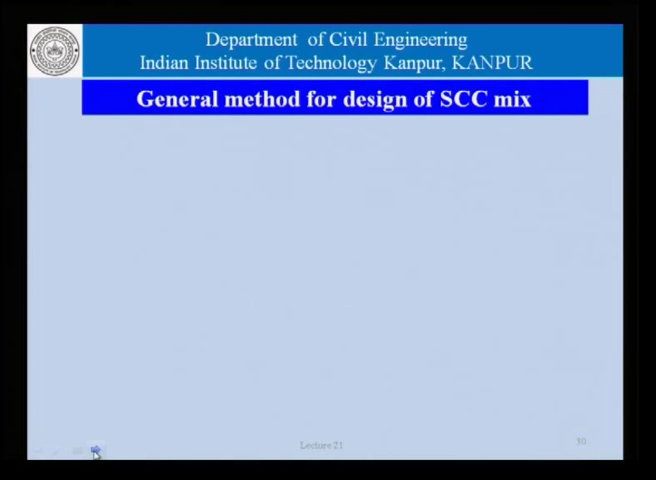 Department of Civil Engineering
Indian Institute of Technology Kanpur, KANPUR
General method for design of SCC mix
Lecture 21
30